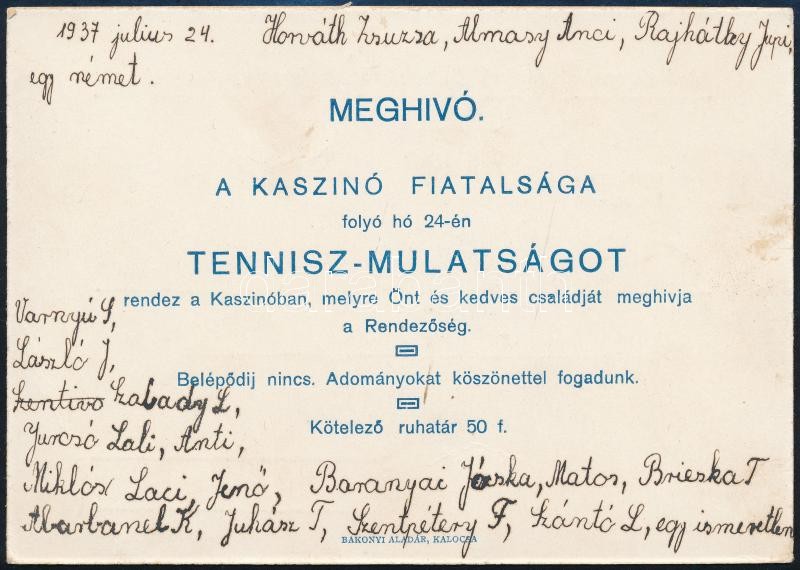 1937 julius 24. Horváth Zsuzsa, Almasy Anci, Rajháthy Jupi,
egy német.
MEGHIVÓ.
A KASZINÓ FIATALSÁGA
folyó hó 24-én
TENNISZ-MULATSÁGOT
darabanth
rendez a Kaszinóban, melyre Önt és kedves családját meghivja
a Rendezőség.
Belépődij nincs. Adományokat köszönettel fogadunk.
Kötelező ruhatár 50 f.
Varnyú S,
László J,
Szentivo Szabady L,
Jurcsó Lali, Anti,
Miklós Laci, Jenő, Baranyai Jóska, Matos, Brieska T
Abarbanel K, Juhász T, Szentpétery F, Szántó L, egy ismeretlen
BAKONYI ALADÁR, KALOCSA